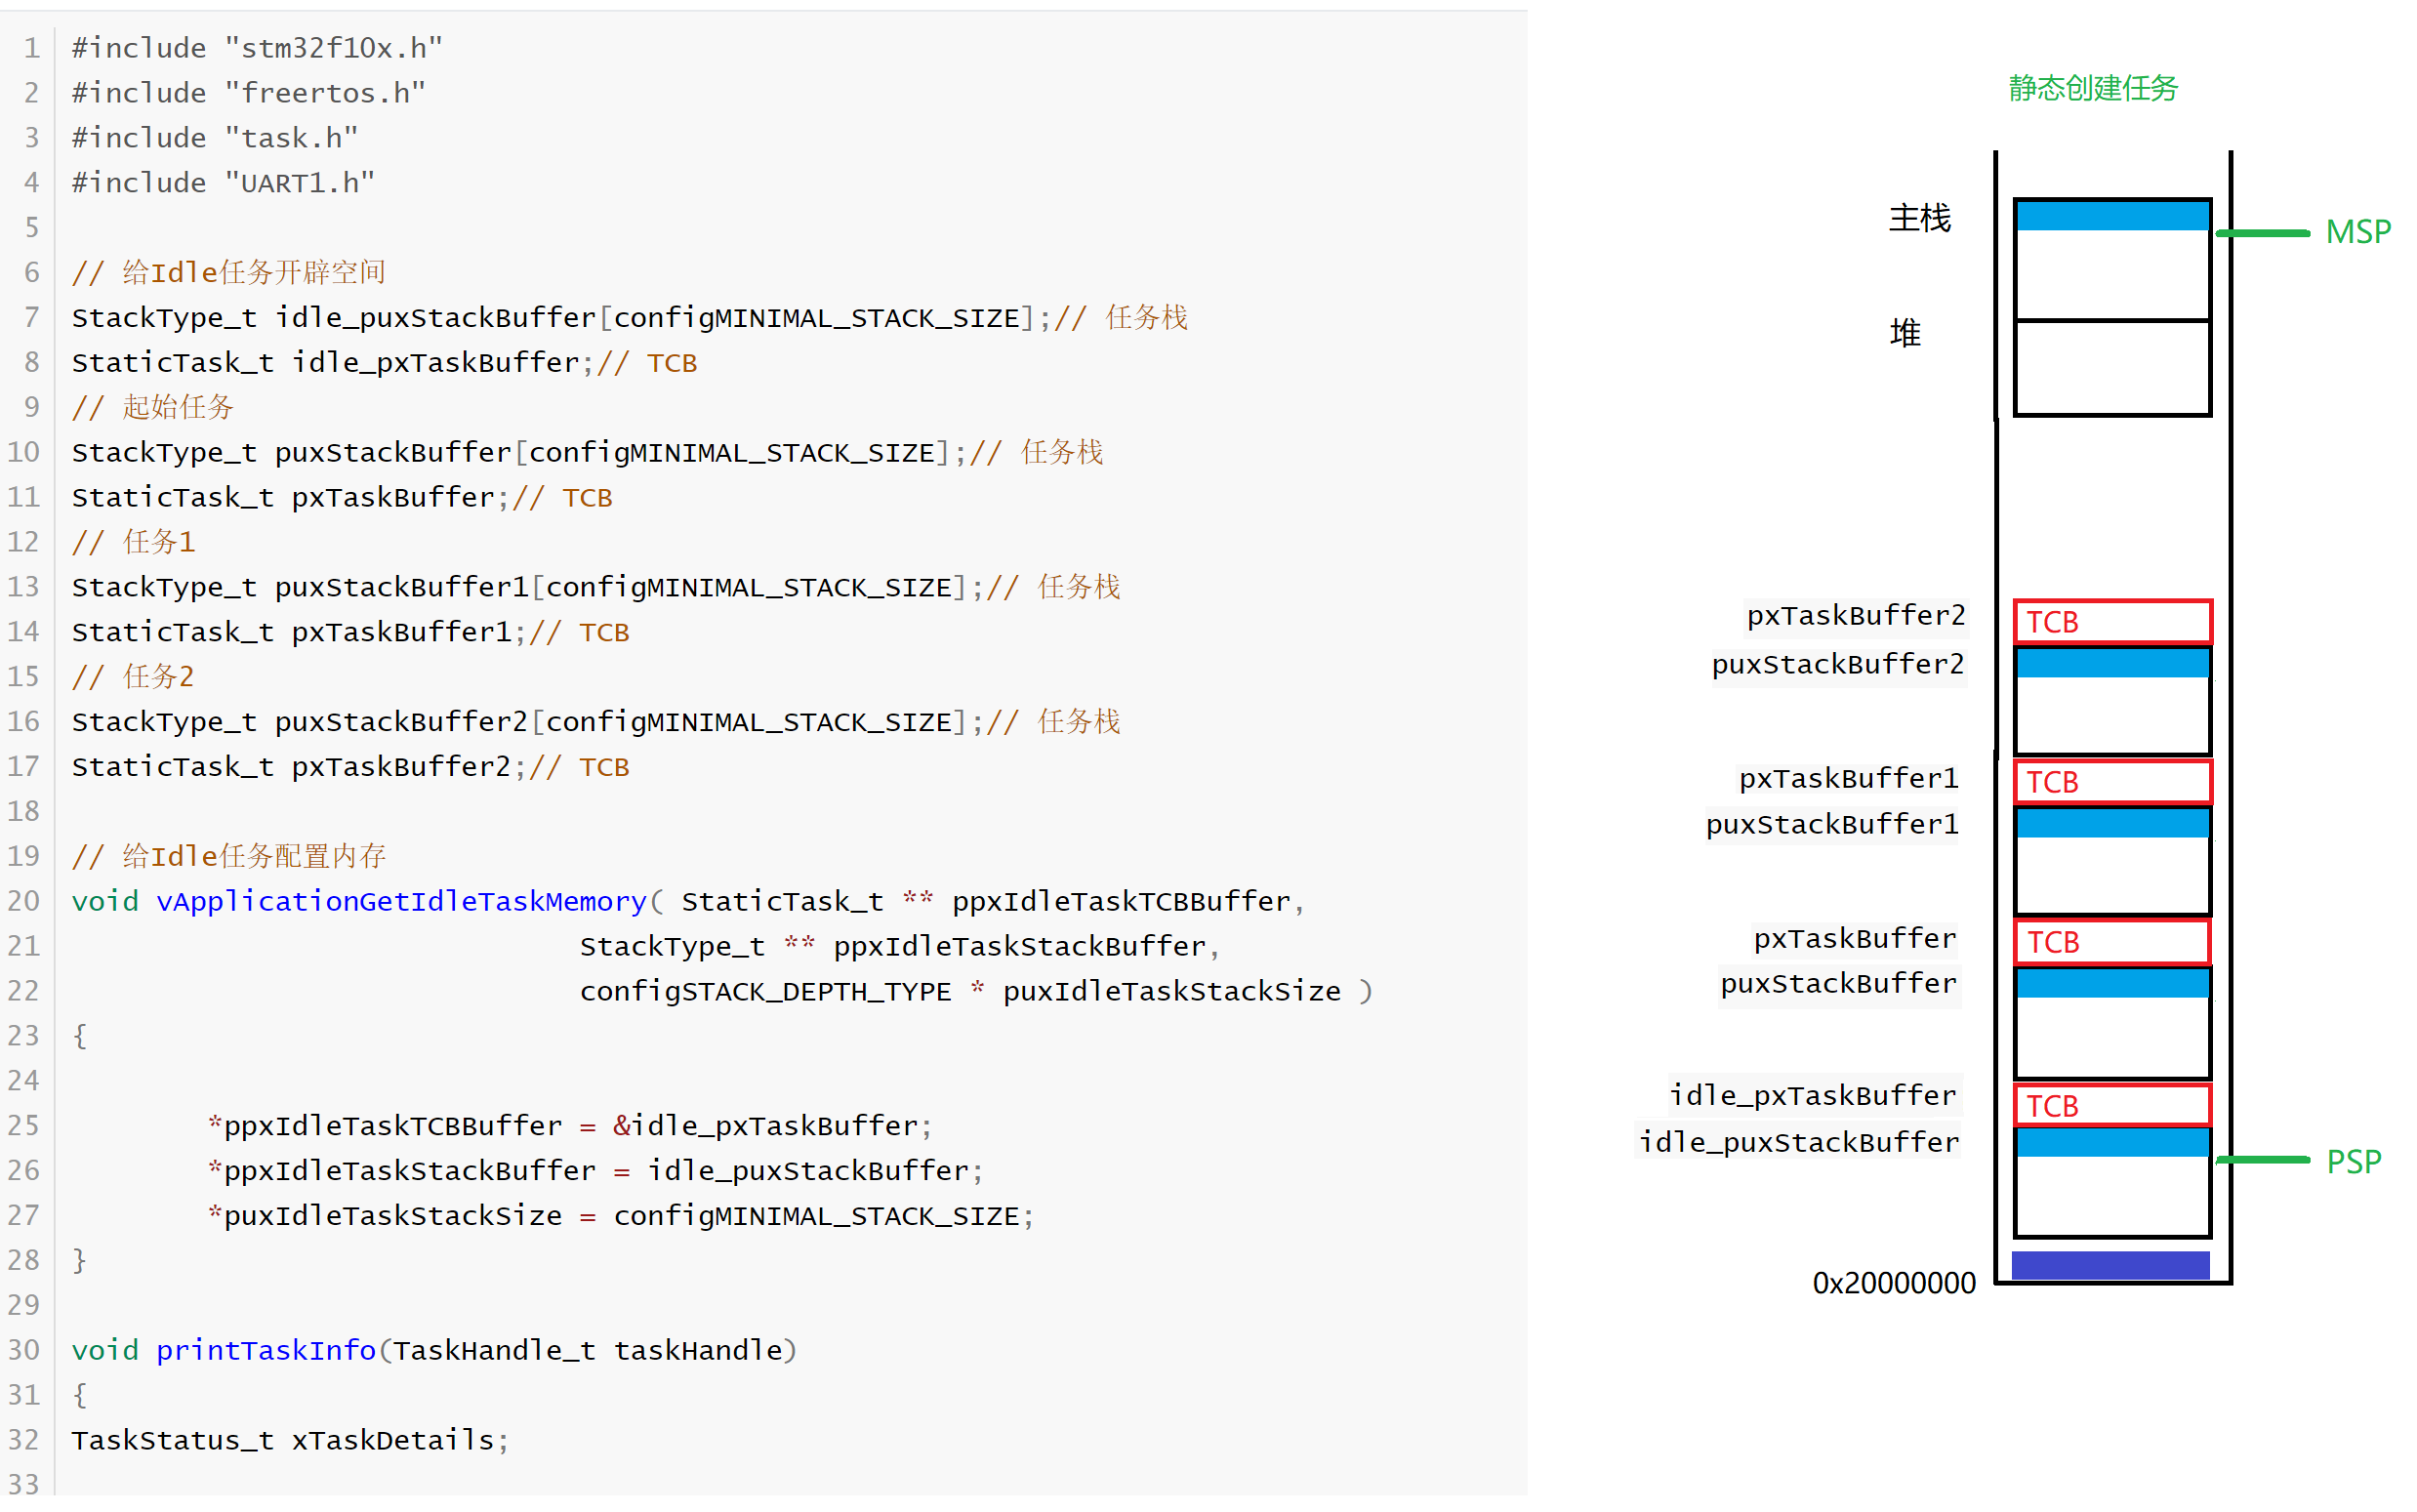 1 #include "stm32f10x.h"
2 #include "freertos.h"
3 #include "task.h"
4 #include "UART1.h"
5
6 // 给Idle任务开辟空间
7 StackType_t idle_puxStackBuffer[configMINIMAL_STACK_SIZE];// 任务栈
8 StaticTask_t idle_pxTaskBuffer;// TCB
9 // 起始任务
10 StackType_t puxStackBuffer[configMINIMAL_STACK_SIZE];// 任务栈
11 StaticTask_t pxTaskBuffer;// TCB
12 // 任务1
13 StackType_t puxStackBuffer1[configMINIMAL_STACK_SIZE];// 任务栈
14 StaticTask_t pxTaskBuffer1;// TCB
15 // 任务2
16 StackType_t puxStackBuffer2[configMINIMAL_STACK_SIZE];// 任务栈
17 StaticTask_t pxTaskBuffer2;// TCB
18
19 // 给Idle任务配置内存
20 void vApplicationGetIdleTaskMemory( StaticTask_t ** ppxIdleTaskTCBBuffer,
21 StackType_t ** ppxIdleTaskStackBuffer,
22 configSTACK_DEPTH_TYPE * puxIdleTaskStackSize )
23 {
24
25 *ppxIdleTaskTCBBuffer = &idle_pxTaskBuffer;
26 *ppxIdleTaskStackBuffer = idle_puxStackBuffer;
27 *puxIdleTaskStackSize = configMINIMAL_STACK_SIZE;
28 }
29
30 void printTaskInfo(TaskHandle_t taskHandle)
31 {
32 TaskStatus_t xTaskDetails;
33
静态创建任务
主栈
MSP
堆
pxTaskBuffer2
TCB
puxStackBuffer2
pxTaskBuffer1
TCB
puxStackBuffer1
pxTaskBuffer
TCB
puxStackBuffer
idle_pxTaskBuffer
TCB
idle_puxStackBuffer
PSP
0x20000000